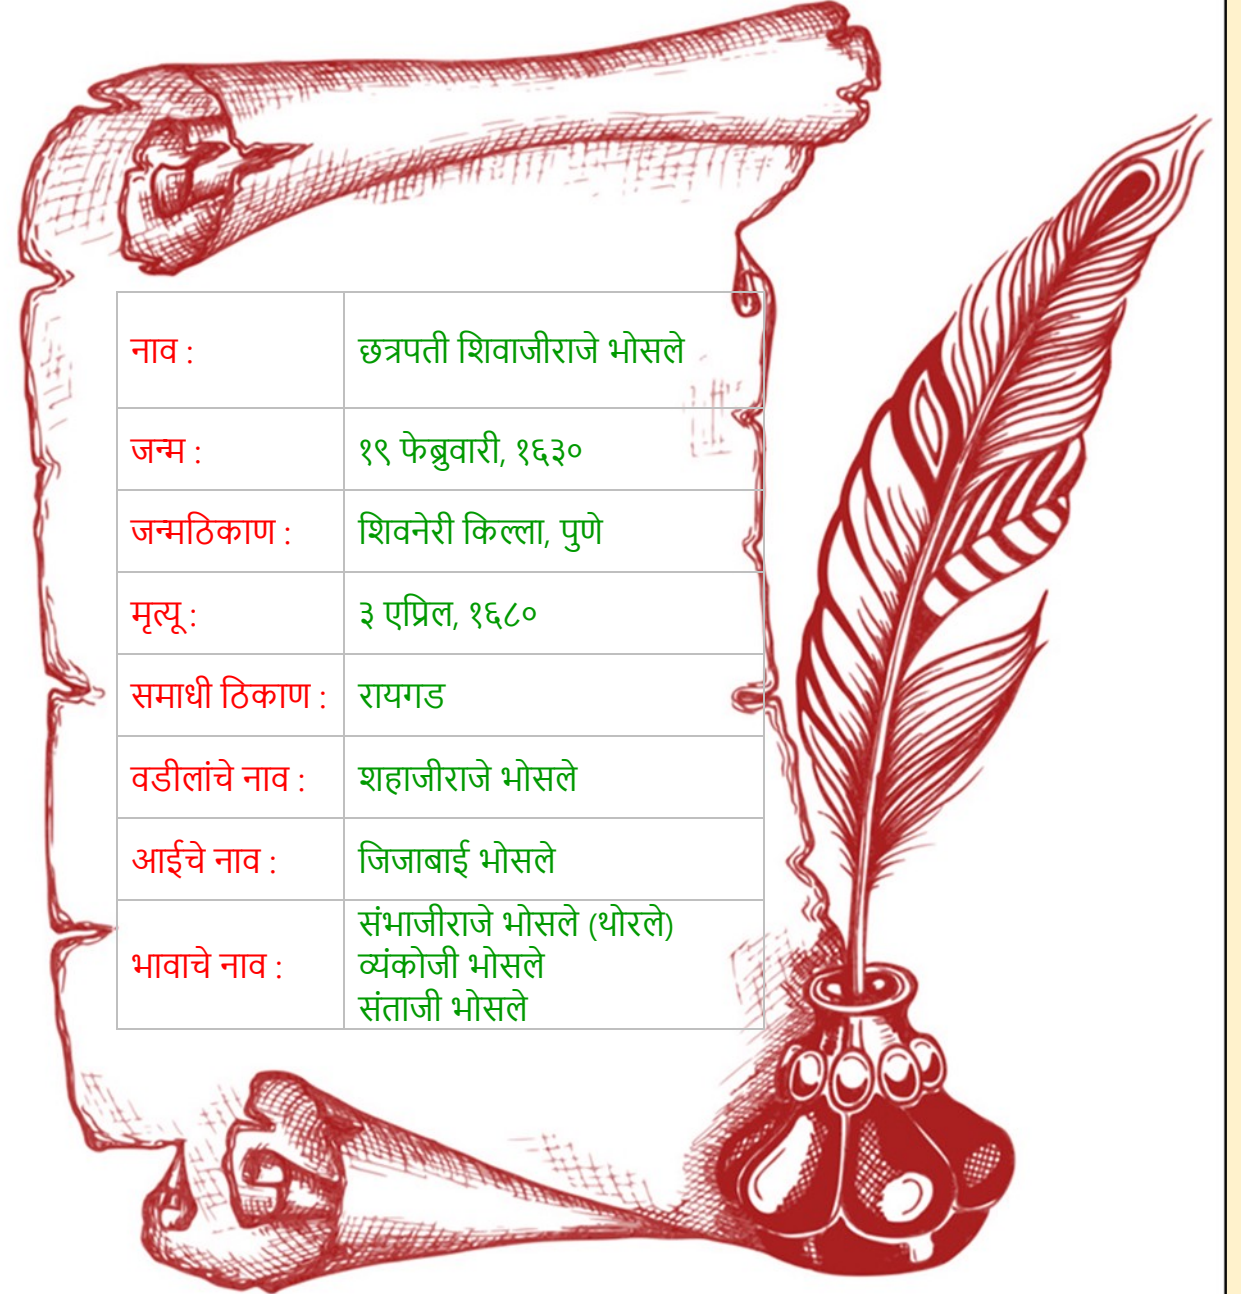 नाव : छत्रपती शिवाजीराजे भोसले
जन्म : १९ फेब्रुवारी, १६३०
जन्मठिकाण : शिवनेरी किल्ला, पुणे
मृत्यू : ३ एप्रिल, १६८०
समाधी ठिकाण : रायगड
वडीलांचे नाव : शहाजीराजे भोसले
आईचे नाव : जिजाबाई भोसले
भावाचे नाव : संभाजीराजे भोसले (थोरले)
व्यंकोजी भोसले
संताजी भोसले